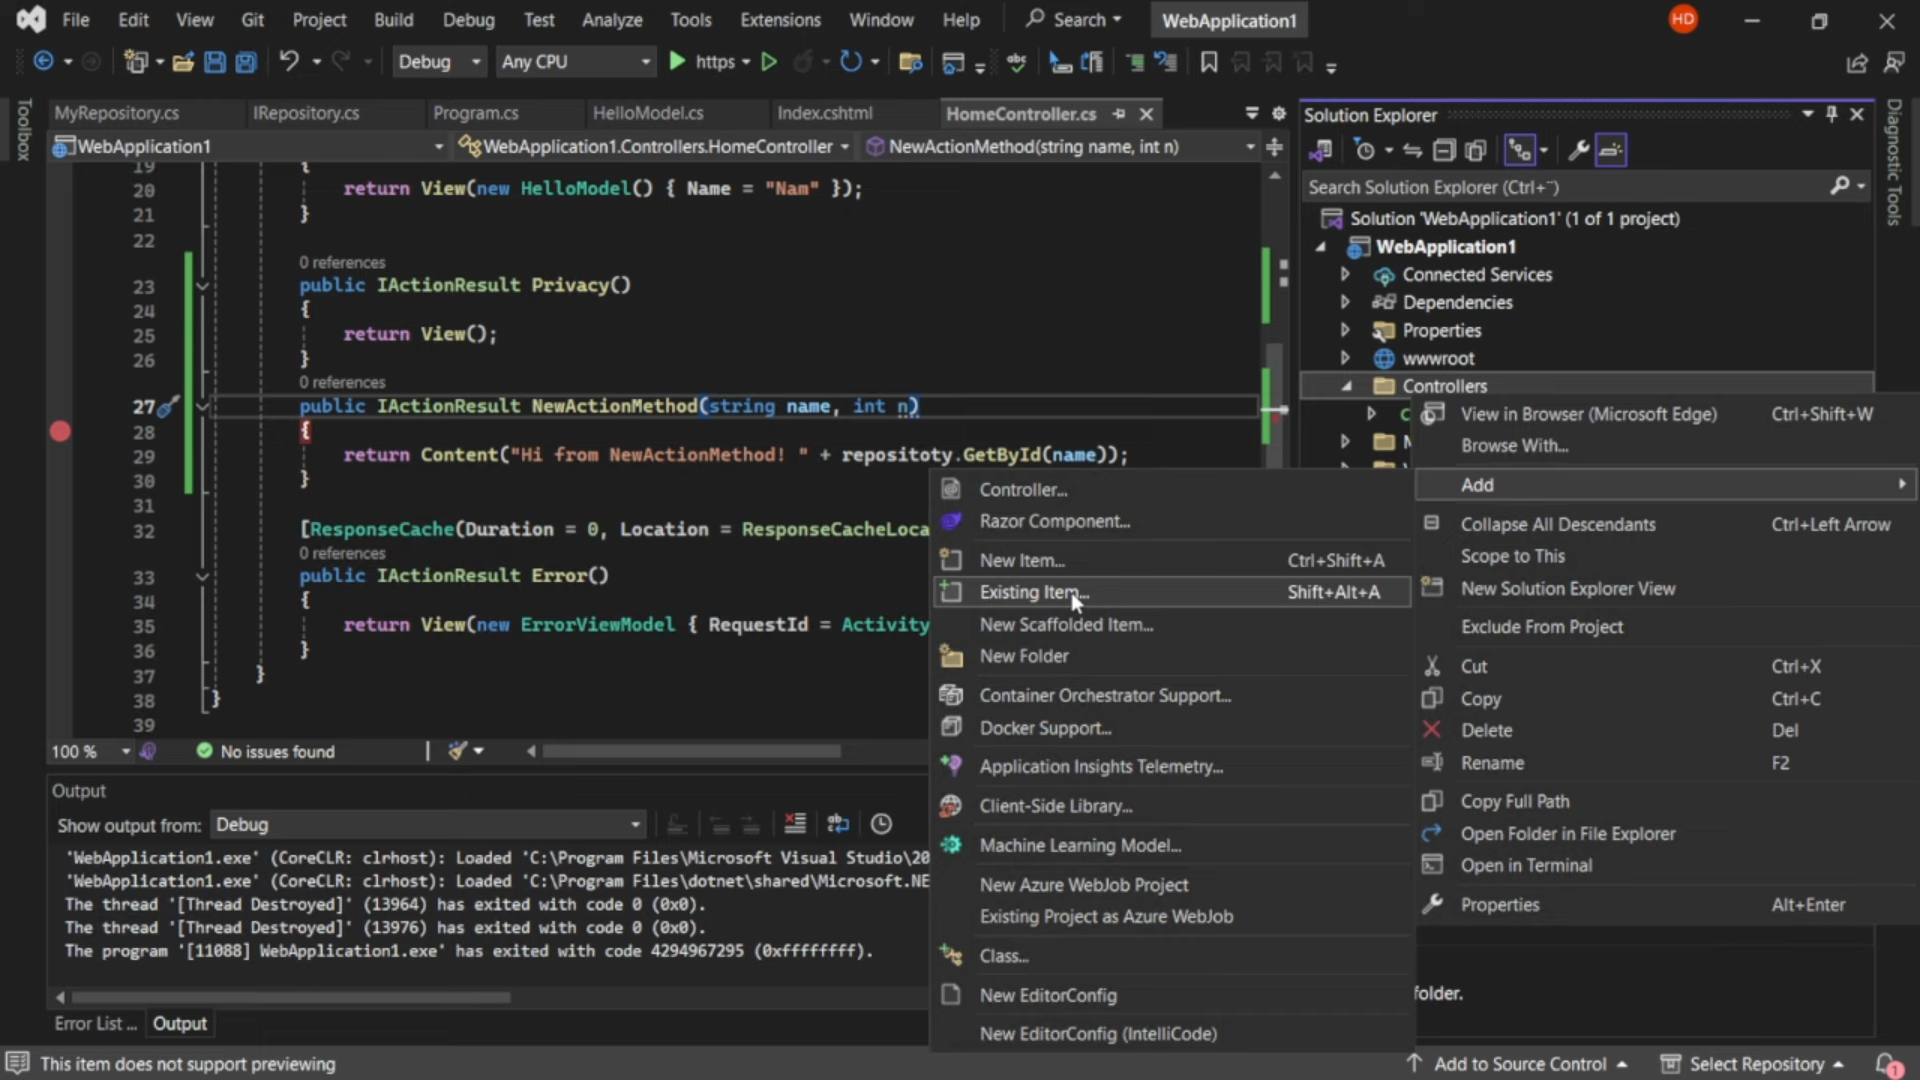 File Edit View Git Project Build Debug Test Analyze Tools Extensions Window Help Search WebApplication1 HD
Debug Any CPU https
Toolbox
MyRepository.cs IRepository.cs Program.cs HelloModel.cs Index.cshtml HomeController.cs
WebApplication1 WebApplication1.Controllers.HomeController NewActionMethod(string name, int n)
19 {
20 return View(new HelloModel() { Name = "Nam" });
21 }
22
0 references
23 public IActionResult Privacy()
24 {
25 return View();
26 }
0 references
27 public IActionResult NewActionMethod(string name, int n)
28 {
29 return Content("Hi from NewActionMethod! " + repositoty.GetById(name));
30 }
31
32 [ResponseCache(Duration = 0, Location = ResponseCacheLoca
0 references
33 public IActionResult Error()
34 {
35 return View(new ErrorViewModel { RequestId = Activity
36 }
37 }
38 }
39
100 % No issues found
Output
Show output from: Debug
'WebApplication1.exe' (CoreCLR: clrhost): Loaded 'C:\Program Files\Microsoft Visual Studio\20
'WebApplication1.exe' (CoreCLR: clrhost): Loaded 'C:\Program Files\dotnet\shared\Microsoft.NE
The thread '[Thread Destroyed]' (13964) has exited with code 0 (0x0).
The thread '[Thread Destroyed]' (13976) has exited with code 0 (0x0).
The program '[11088] WebApplication1.exe' has exited with code 4294967295 (0xffffffff).
Error List ... Output
Controller...
Razor Component...
New Item... Ctrl+Shift+A
Existing Item... Shift+Alt+A
New Scaffolded Item...
New Folder
Container Orchestrator Support...
Docker Support...
Application Insights Telemetry...
Client-Side Library...
Machine Learning Model...
New Azure WebJob Project
Existing Project as Azure WebJob
Class...
New EditorConfig
New EditorConfig (IntelliCode)
Solution Explorer
Search Solution Explorer (Ctrl+¨)
Solution 'WebApplication1' (1 of 1 project)
WebApplication1
Connected Services
Dependencies
Properties
wwwroot
Controllers
View in Browser (Microsoft Edge) Ctrl+Shift+W
Browse With...
Add
Collapse All Descendants Ctrl+Left Arrow
Scope to This
New Solution Explorer View
Exclude From Project
Cut Ctrl+X
Copy Ctrl+C
Delete Del
Rename F2
Copy Full Path
Open Folder in File Explorer
Open in Terminal
Properties Alt+Enter
folder.
Diagnostic Tools
This item does not support previewing Add to Source Control Select Repository 1